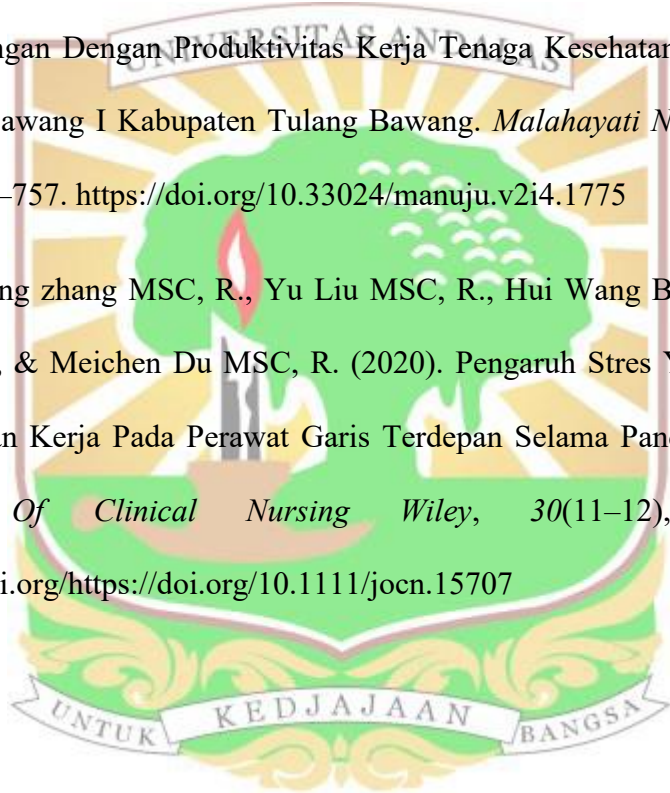 UNIVERSITAS ANDALAS
ngan Dengan Produktivitas Kerja Tenaga Kesehatan
awang I Kabupaten Tulang Bawang. Malahayati N
–757. https://doi.org/10.33024/manuju.v2i4.1775
ng zhang MSC, R., Yu Liu MSC, R., Hui Wang B
, & Meichen Du MSC, R. (2020). Pengaruh Stres Y
n Kerja Pada Perawat Garis Terdepan Selama Pand
Of Clinical Nursing Wiley, 30(11–12),
i.org/https://doi.org/10.1111/jocn.15707
UNTUK KEDJAJAAN BANGSA